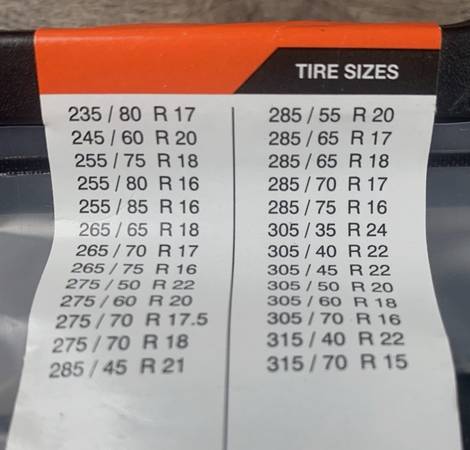 TIRE SIZES
235 / 80 R 17
245 / 60 R 20
255 / 75 R 18
255 / 80 R 16
255 / 85 R 16
265 / 65 R 18
265 / 70 R 17
265 / 75 R 16
275 / 50 R 22
275 / 60 R 20
275 / 70 R 17.5
275 / 70 R 18
285 / 45 R 21
285 / 55 R 20
285 / 65 R 17
285 / 65 R 18
285 / 70 R 17
285 / 75 R 16
305 / 35 R 24
305 / 40 R 22
305 / 45 R 22
305 / 50 R 20
305 / 60 R 18
305 / 70 R 16
315 / 40 R 22
315 / 70 R 15